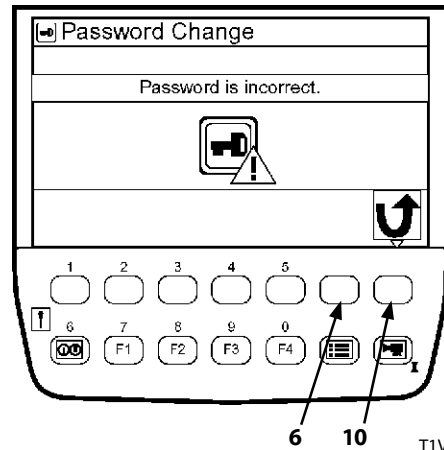 Password Change
Password is incorrect.
1 2 3 4 5
6 7 8 9 0
F1 F2 F3 F4
6 10
T1V